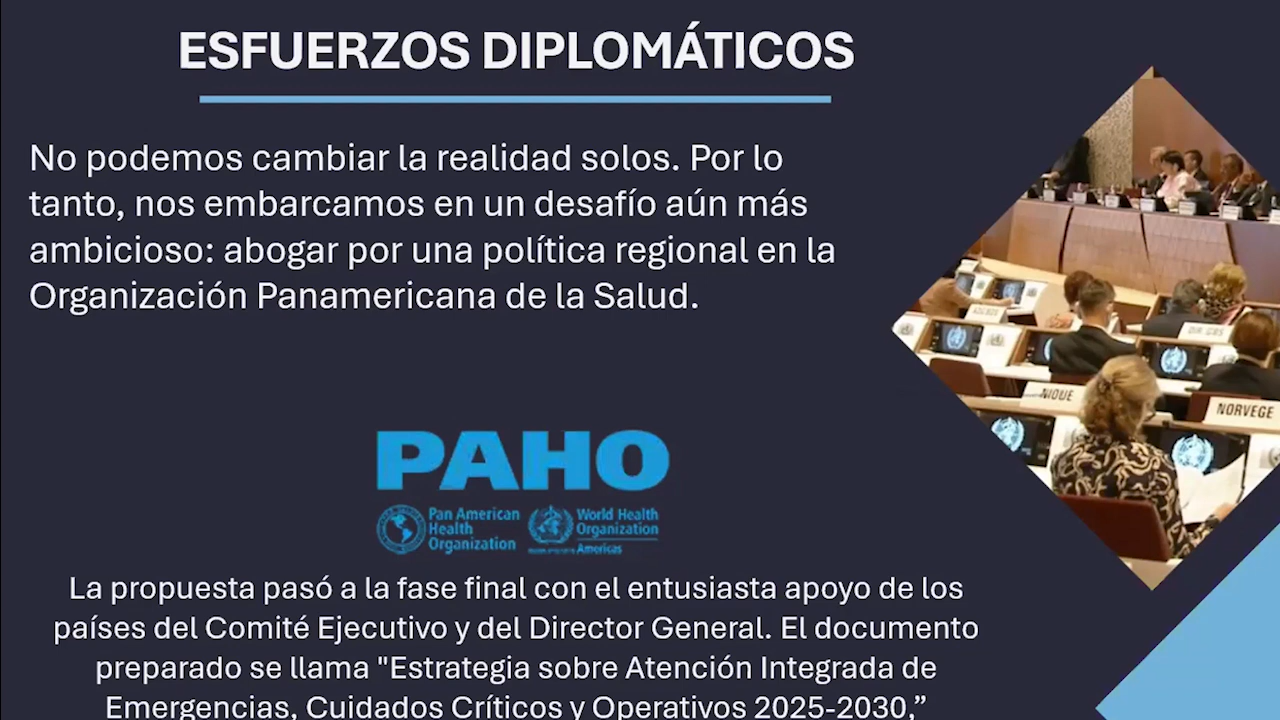 ESFUERZOS DIPLOMÁTICOS
No podemos cambiar la realidad solos. Por lo
tanto, nos embarcamos en un desafío aún más
ambicioso: abogar por una política regional en la
Organización Panamericana de la Salud.
NIOUE
NORVEGE
PAHO
Pan American
Health
Organization
World Health
Organization
Americas
La propuesta pasó a la fase final con el entusiasta apoyo de los
países del Comité Ejecutivo y del Director General. El documento
preparado se llama "Estrategia sobre Atención Integrada de
Emergencias, Cuidados Críticos y Operativos 2025-2030,”